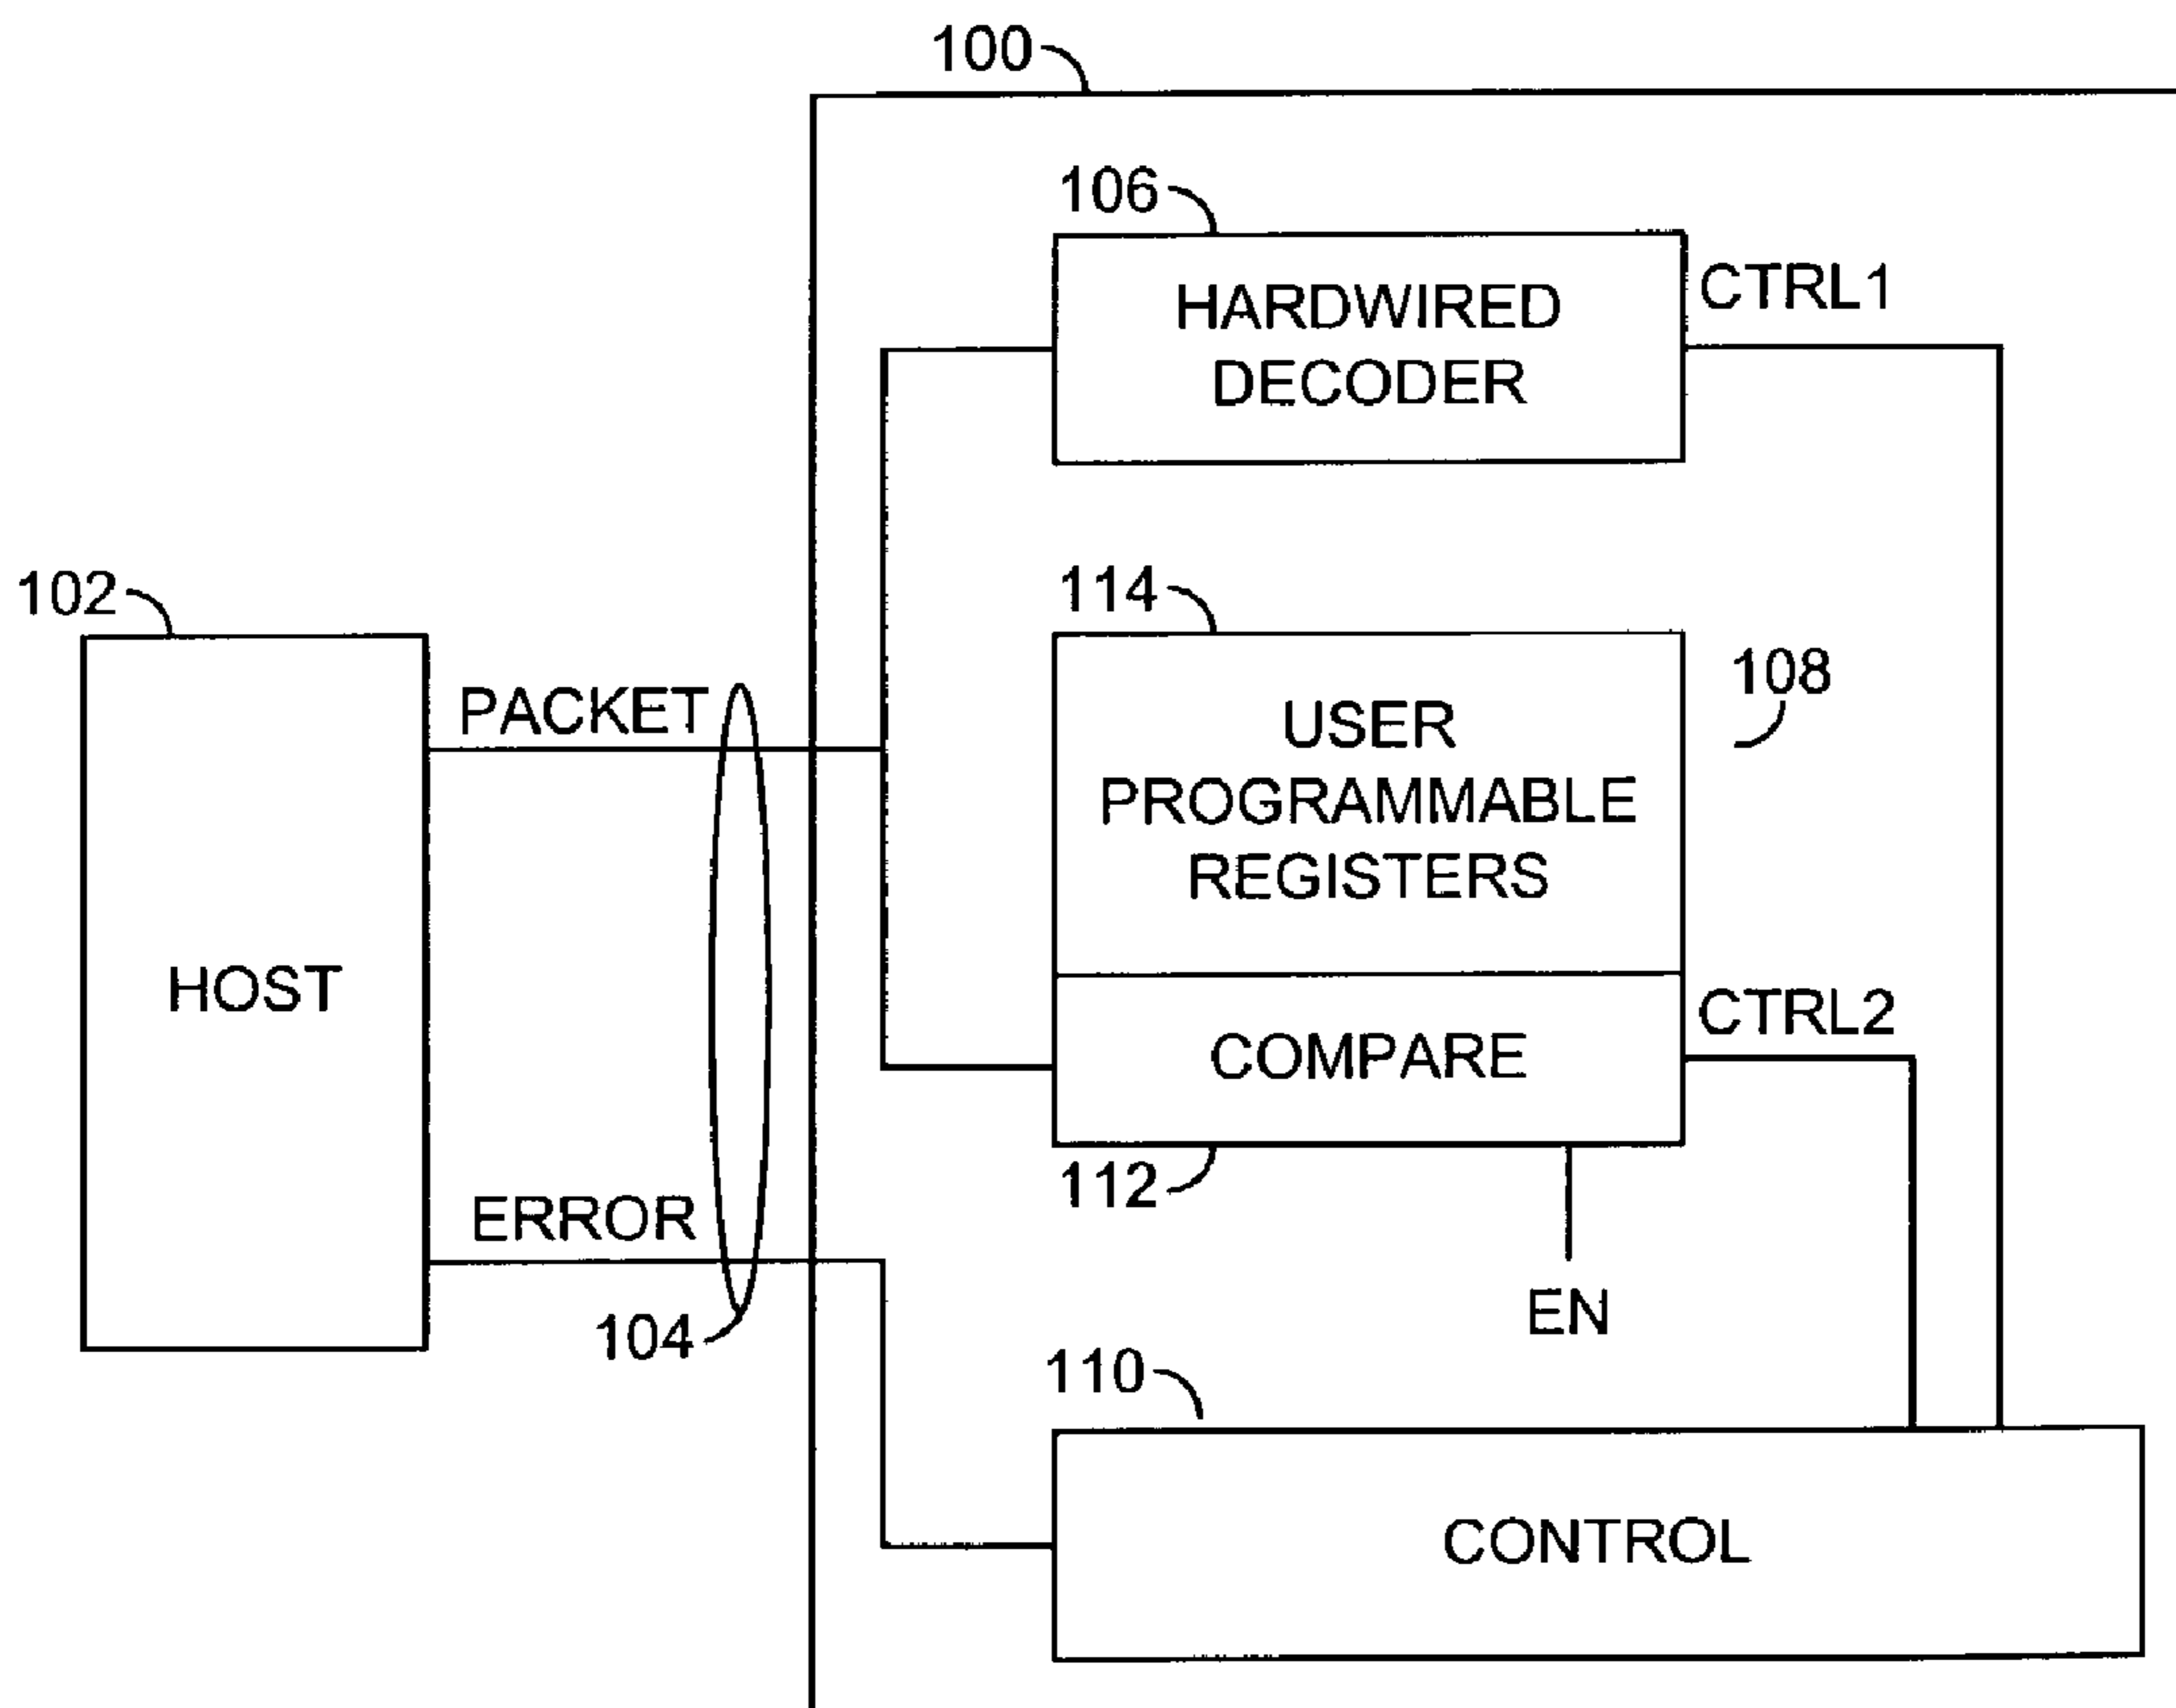 100
106
HARDWIRED
DECODER
CTRL1
114
102
108
USER
PROGRAMMABLE
REGISTERS
PACKET
HOST
COMPARE
CTRL2
112
ERROR
EN
104
110
CONTROL